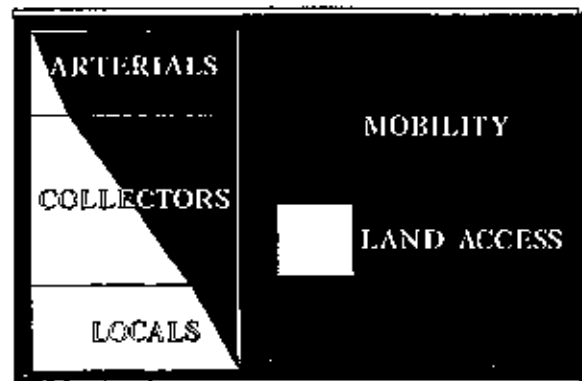 ARTERIALS
MOBILITY
COLLECTORS
LAND ACCESS
LOCALS